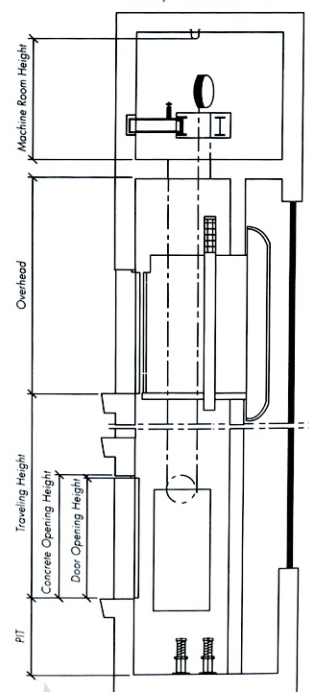 Machine Room Height
Overhead
Traveling Height
Concrete Opening Height
Door Opening Height
PIT